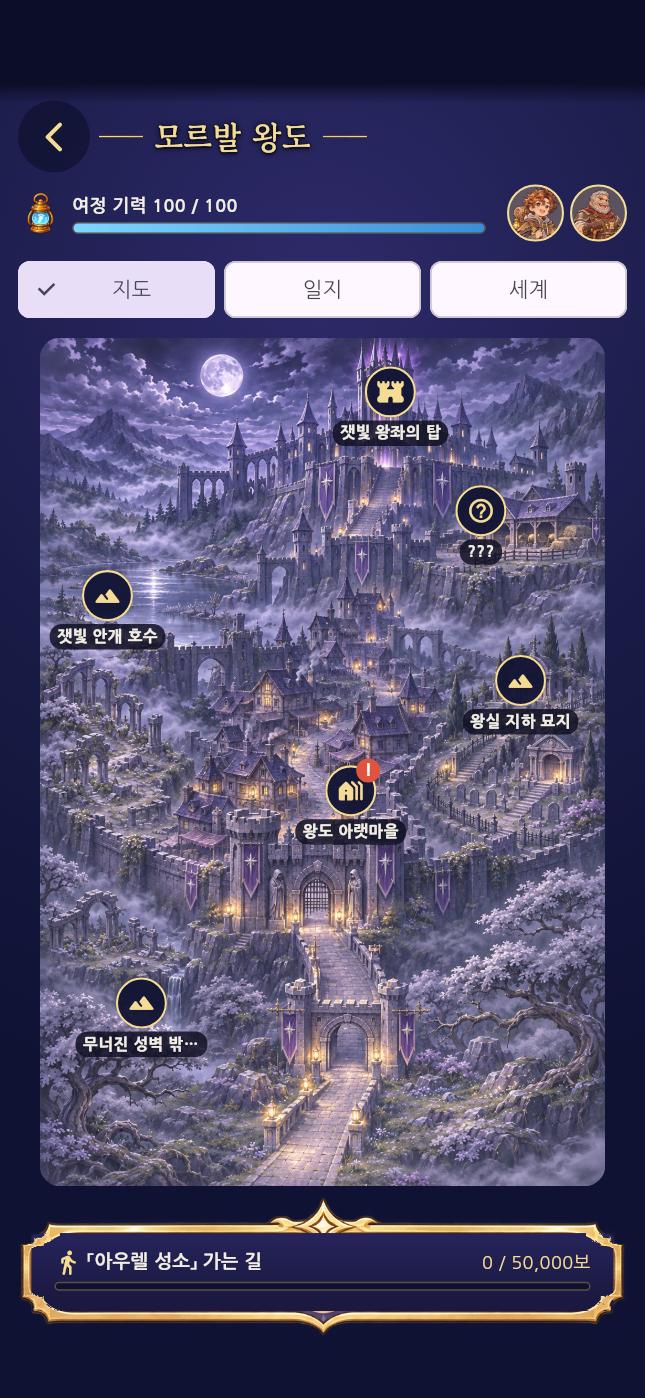 모르발 왕도
여정 기력 100 / 100
지도
일지
세계
잿빛 왕좌의 탑
???
잿빛 안개 호수
왕실 지하 묘지
!
왕도 아랫마을
무너진 성벽 밖…
「아우렐 성소」 가는 길
0 / 50,000보